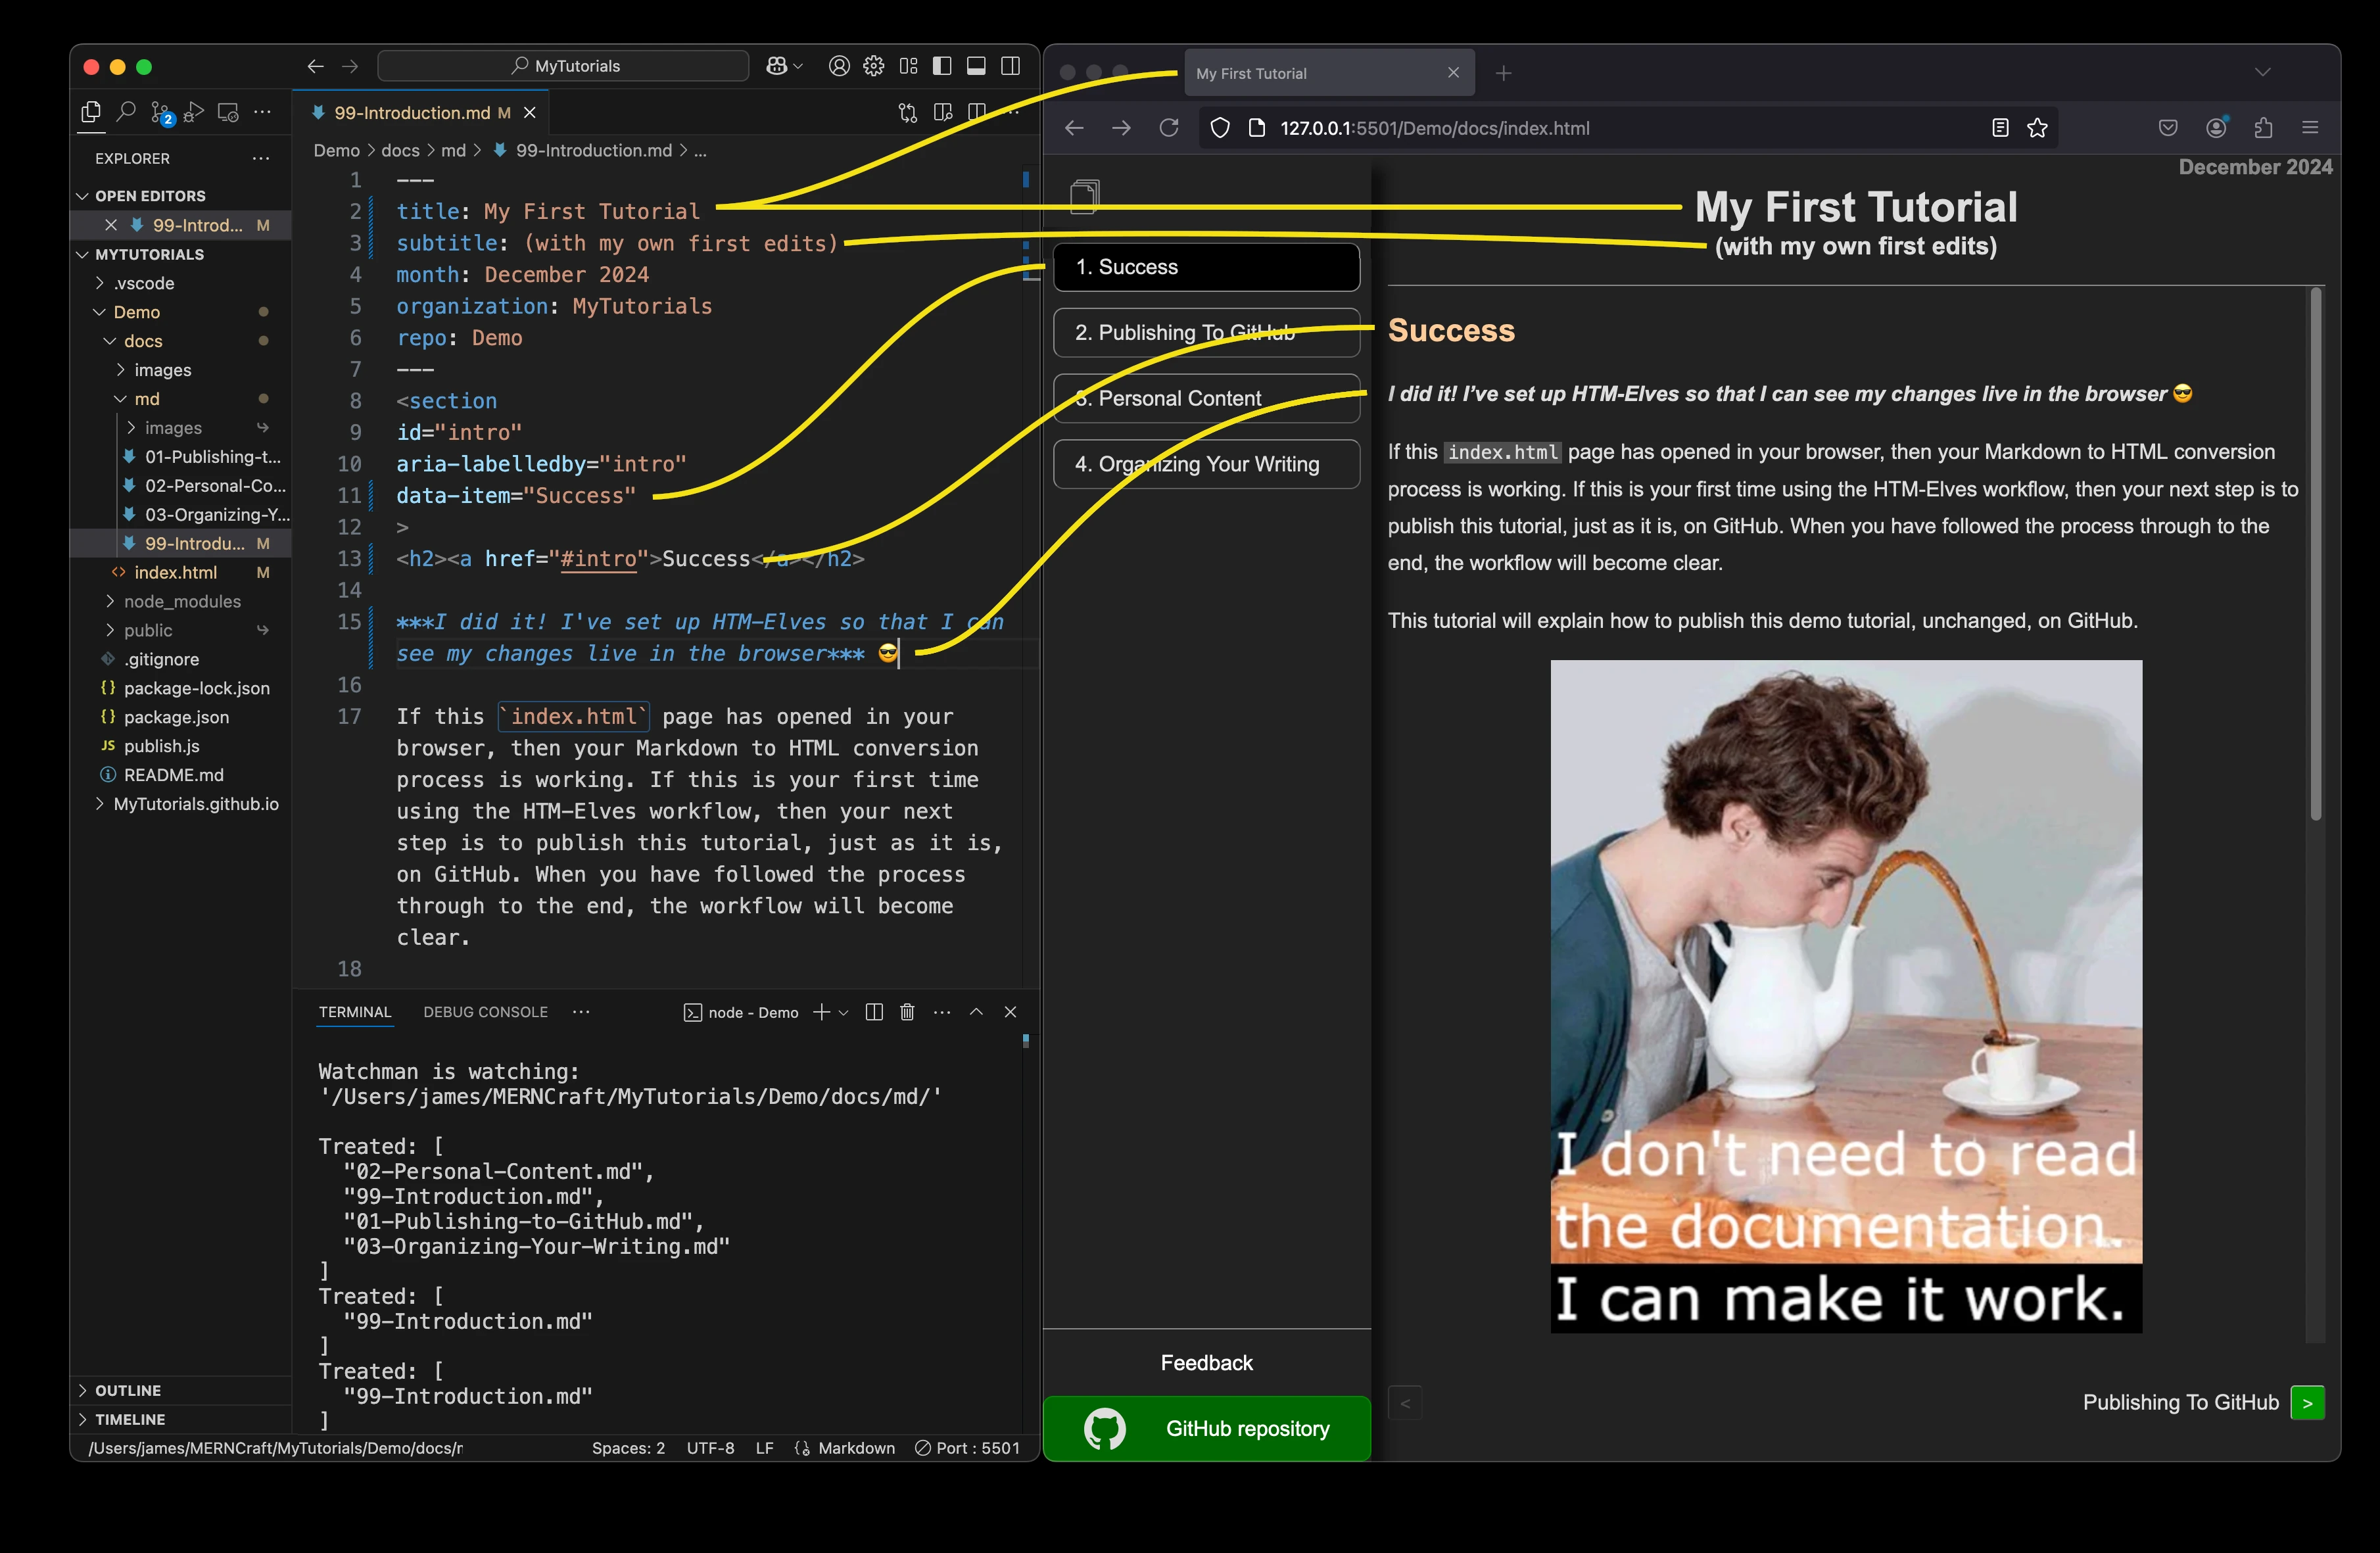 MyTutorials
2
99-Introduction.md M
EXPLORER
OPEN EDITORS
99-Introd... M
MYTUTORIALS
.vscode
Demo
docs
images
md
images
01-Publishing-t...
02-Personal-Co...
03-Organizing-Y...
99-Introdu... M
index.html M
node_modules
public
.gitignore
package-lock.json
package.json
JS publish.js
README.md
MyTutorials.github.io
OUTLINE
TIMELINE
Demo > docs > md > 99-Introduction.md > ...
1 ---
2 title: My First Tutorial
3 subtitle: (with my own first edits)
4 month: December 2024
5 organization: MyTutorials
6 repo: Demo
7 ---
8 <section
9 id="intro"
10 aria-labelledby="intro"
11 data-item="Success"
12 >
13 <h2><a href="#intro">Success</a></h2>
14
15 ***I did it! I've set up HTM-Elves so that I can
see my changes live in the browser*** 😎
16
17 If this `index.html` page has opened in your
browser, then your Markdown to HTML conversion
process is working. If this is your first time
using the HTM-Elves workflow, then your next
step is to publish this tutorial, just as it is,
on GitHub. When you have followed the process
through to the end, the workflow will become
clear.
18
TERMINAL DEBUG CONSOLE ... node - Demo
Watchman is watching:
'/Users/james/MERNCraft/MyTutorials/Demo/docs/md/'
Treated: [
"02-Personal-Content.md",
"99-Introduction.md",
"01-Publishing-to-GitHub.md",
"03-Organizing-Your-Writing.md"
]
Treated: [
"99-Introduction.md"
]
Treated: [
"99-Introduction.md"
]
/Users/james/MERNCraft/MyTutorials/Demo/docs/r Spaces: 2 UTF-8 LF Markdown Port : 5501
My First Tutorial
127.0.0.1:5501/Demo/docs/index.html
December 2024
My First Tutorial
(with my own first edits)
1. Success
2. Publishing To GitHub
3. Personal Content
4. Organizing Your Writing
Feedback
GitHub repository
Success
I did it! I’ve set up HTM-Elves so that I can see my changes live in the browser 😎
If this index.html page has opened in your browser, then your Markdown to HTML conversion
process is working. If this is your first time using the HTM-Elves workflow, then your next step is to
publish this tutorial, just as it is, on GitHub. When you have followed the process through to the
end, the workflow will become clear.
This tutorial will explain how to publish this demo tutorial, unchanged, on GitHub.
I don't need to read
the documentation.
I can make it work.
<
Publishing To GitHub >